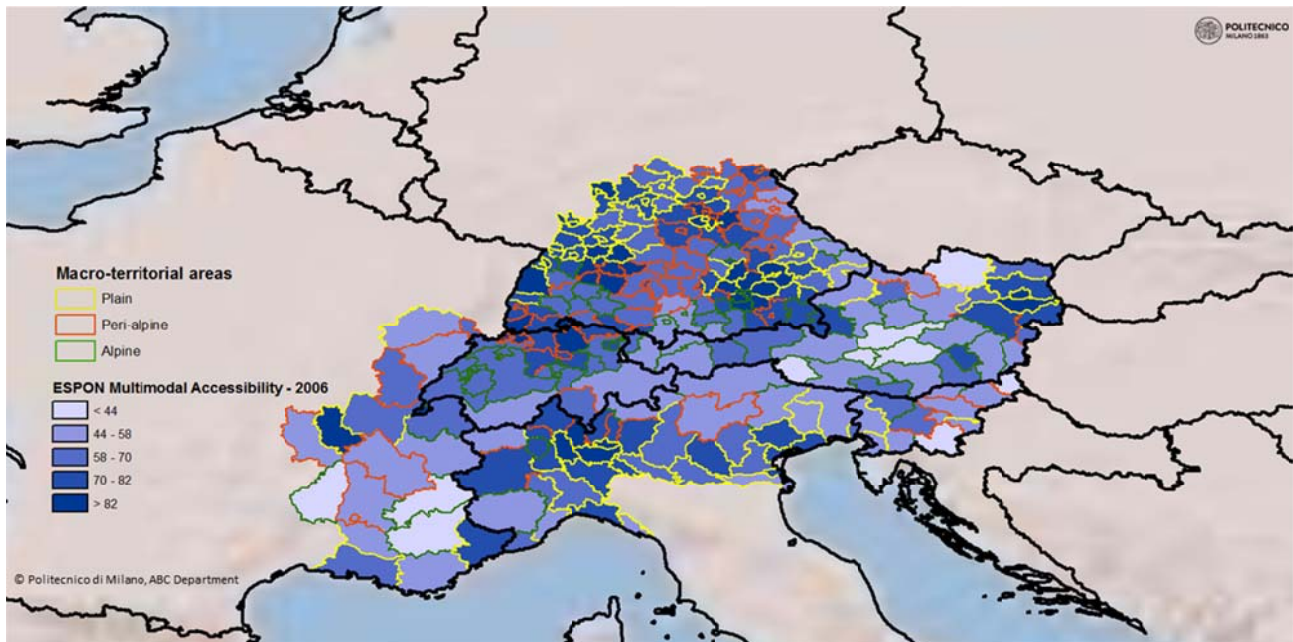 POLITECNICO
MILANO 1863
Macro-territorial areas
Plain
Peri-alpine
Alpine
ESPON Multimodal Accessibility - 2006
< 44
44 - 58
58 - 70
70 - 82
> 82
© Politecnico di Milano, ABC Department